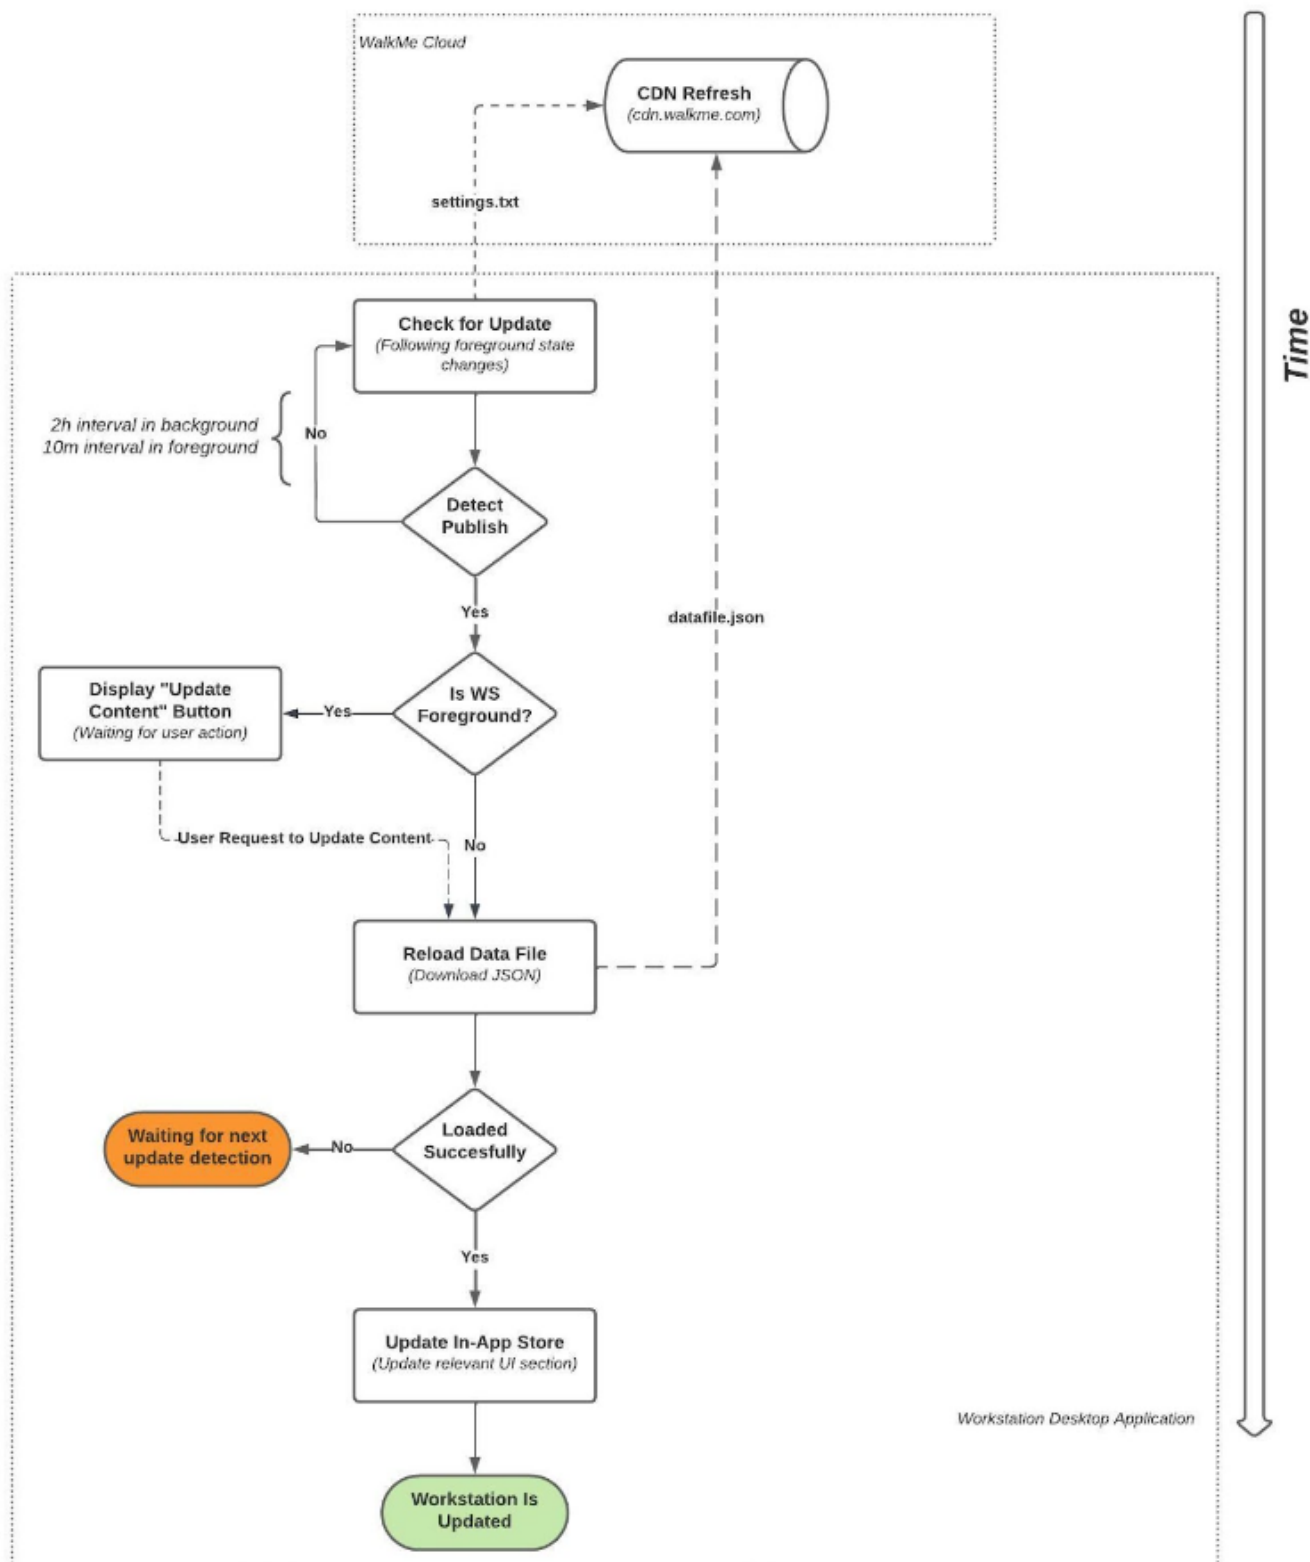 WalkMe Cloud
CDN Refresh
(cdn.walkme.com)
settings.txt
Time
Check for Update
(Following foreground state
changes)
2h interval in background
10m interval in foreground
No
Detect
Publish
Yes
datafile.json
Display "Update
Content" Button
(Waiting for user action)
Yes
Is WS
Foreground?
User Request to Update Content
No
Reload Data File
(Download JSON)
Waiting for next
update detection
No
Loaded
Succesfully
Yes
Update In-App Store
(Update relevant UI section)
Workstation Desktop Application
Workstation Is
Updated